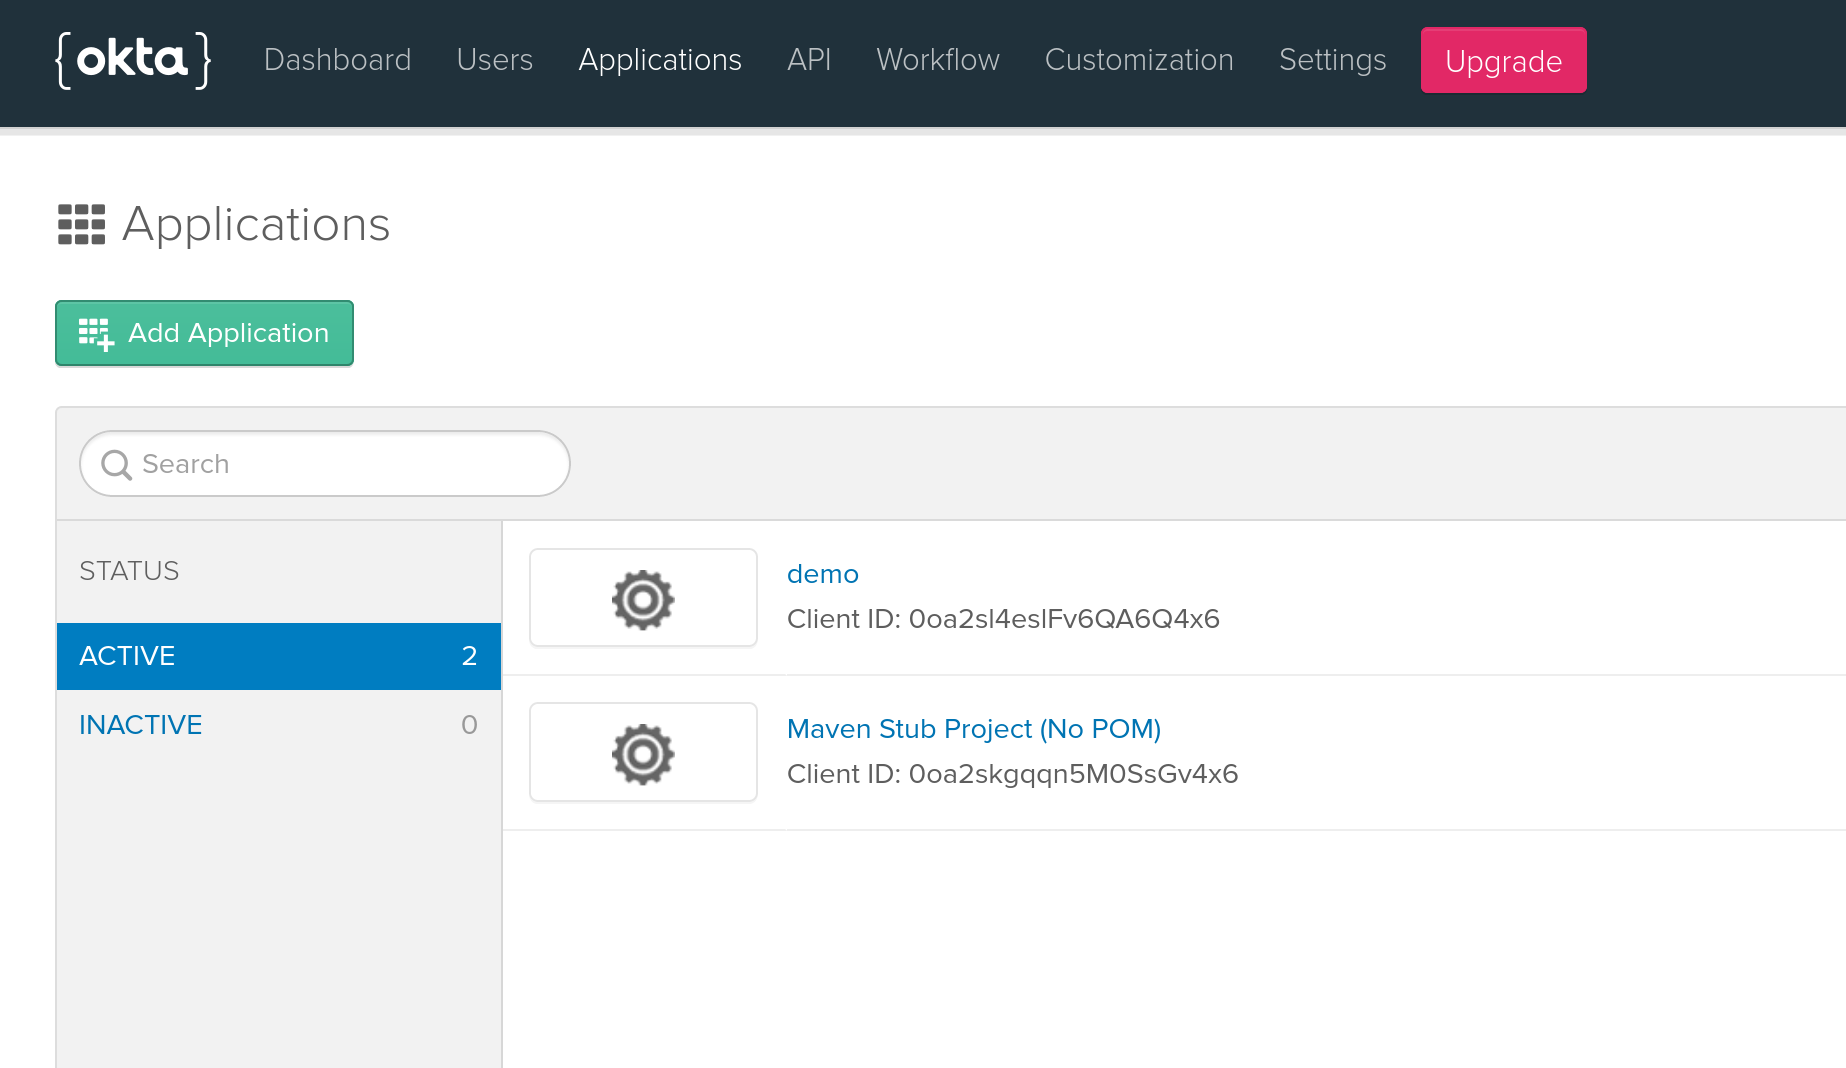 {okta} Dashboard Users Applications API Workflow Customization Settings Upgrade
Applications
Add Application
Search
STATUS
ACTIVE 2
INACTIVE 0
demo
Client ID: 0oa2sl4eslFv6QA6Q4x6
Maven Stub Project (No POM)
Client ID: 0oa2skgqqn5M0SsGv4x6